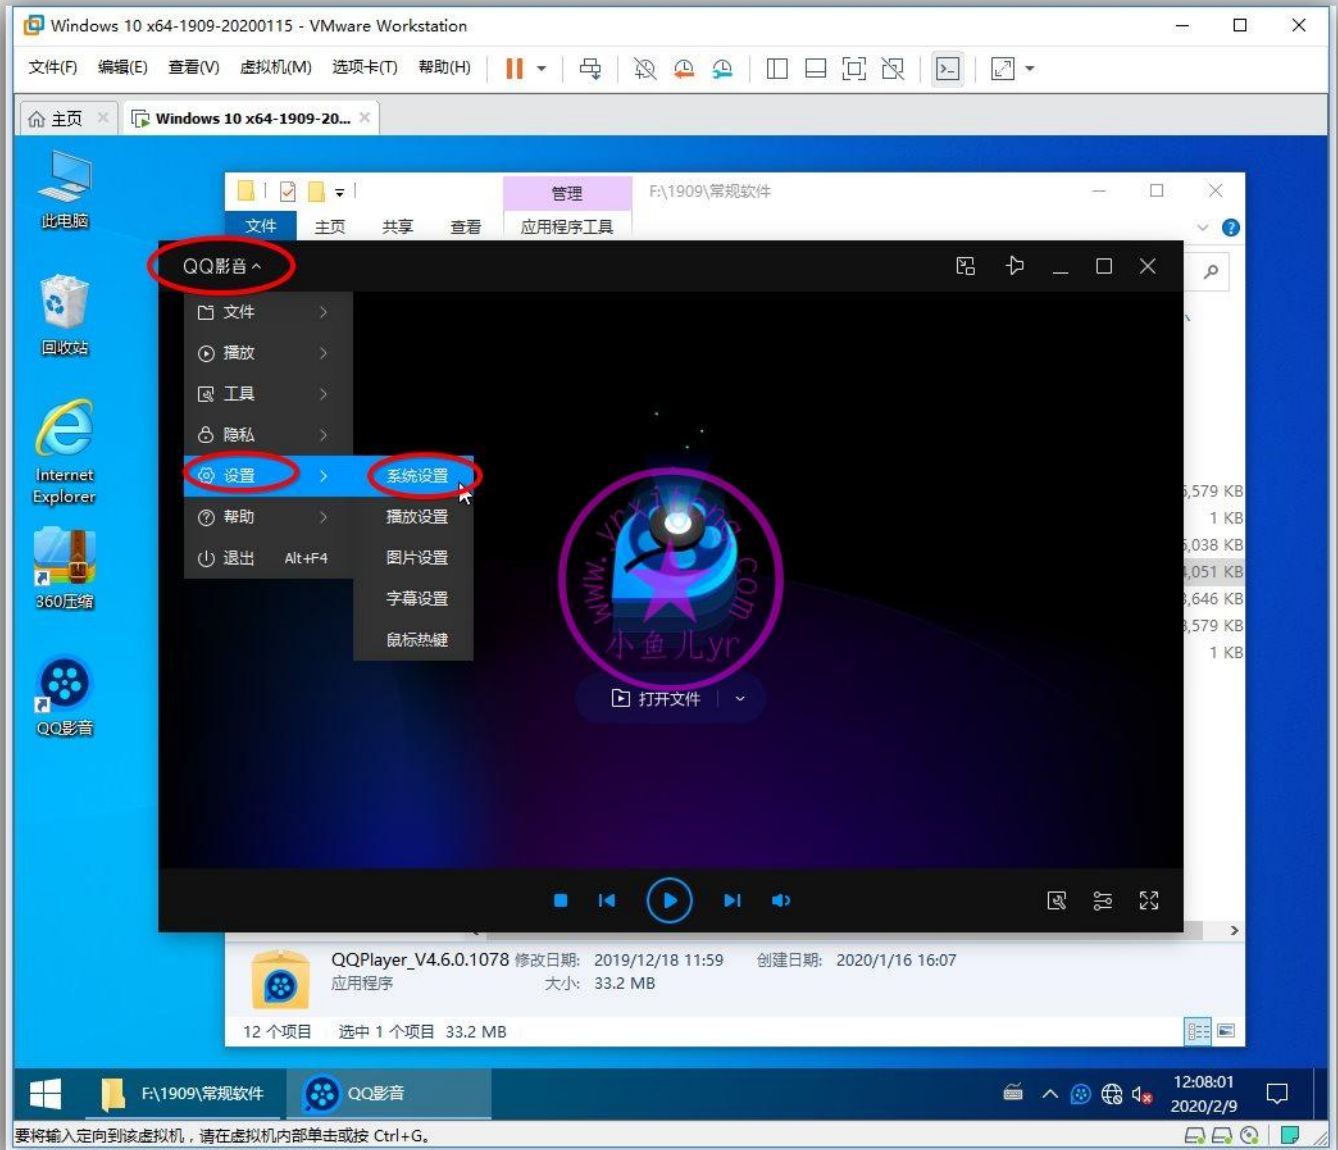 Windows 10 x64-1909-20200115 - VMware Workstation
文件(F) 编辑(E) 查看(V) 虚拟机(M) 选项卡(T) 帮助(H)
主页 Windows 10 x64-1909-20...
此电脑
回收站
Internet
Explorer
360压缩
QQ影音
管理 F:\1909\常规软件
文件 主页 共享 查看 应用程序工具
QQ影音
文件
播放
工具
隐私
设置 系统设置
帮助 播放设置
退出 Alt+F4 图片设置
字幕设置
鼠标热键
www.yrxitong.com
小鱼儿yr
打开文件
,579 KB
1 KB
,038 KB
,051 KB
,646 KB
,579 KB
1 KB
QQPlayer_V4.6.0.1078 修改日期: 2019/12/18 11:59 创建日期: 2020/1/16 16:07
应用程序 大小: 33.2 MB
12 个项目 选中 1 个项目 33.2 MB
F:\1909\常规软件 QQ影音 12:08:01
2020/2/9
要将输入定向到该虚拟机，请在虚拟机内部单击或按 Ctrl+G。